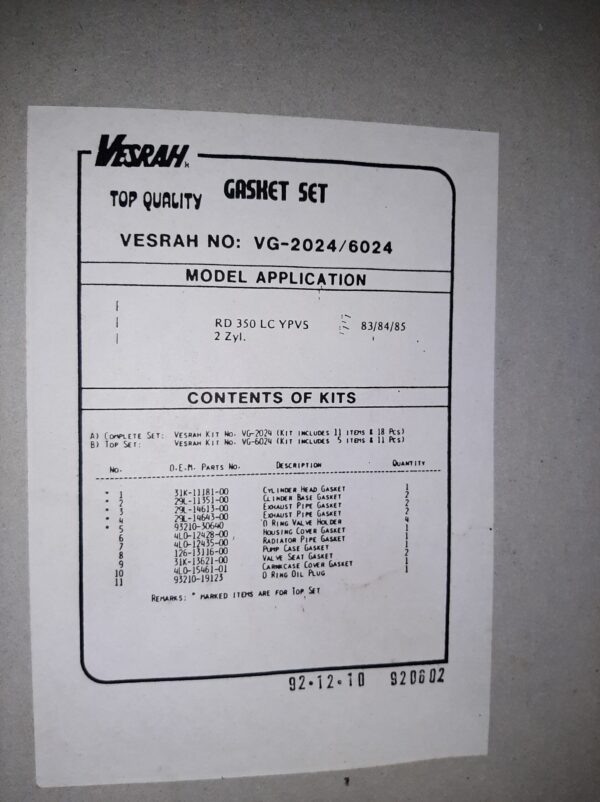 VESRAH
TOP QUALITY GASKET SET
VESRAH NO: VG-2024/6024
MODEL APPLICATION
RD 350 LC YPVS 83/84/85
2 Zyl.
CONTENTS OF KITS
A) COMPLETE SET: VESRAH KIT NO. VG-2024 (KIT INCLUDES 11 ITEMS & 18 PCS)
B) TOP SET: VESRAH KIT NO. VG-6024 (KIT INCLUDES 5 ITEMS & 11 PCS)
NO. O.E.M. PARTS NO. DESCRIPTION QUANTITY
* 1 31K-11181-00 CYLINDER HEAD GASKET 1
* 2 29L-11351-00 CLINDER BASE GASKET 2
* 3 29L-14613-00 EXHAUST PIPE GASKET 2
* 4 29L-14643-00 EXHAUST PIPE GASKET 2
* 5 93210-30640 O RING VALVE HOLDER 4
6 4L0-12428-00 HOUSING COVER GASKET 1
7 4L0-12435-00 RADIATOR PIPE GASKET 1
8 126-13116-00 PUMP CASE GASKET 1
9 31K-13621-00 VALVE SEAT GASKET 2
10 4L0-15461-01 CARNKCASE COVER GASKET 1
11 93210-19123 O RING OIL PLUG 1
REMARKS: * MARKED ITEMS ARE FOR TOP SET
92·12·10 920602